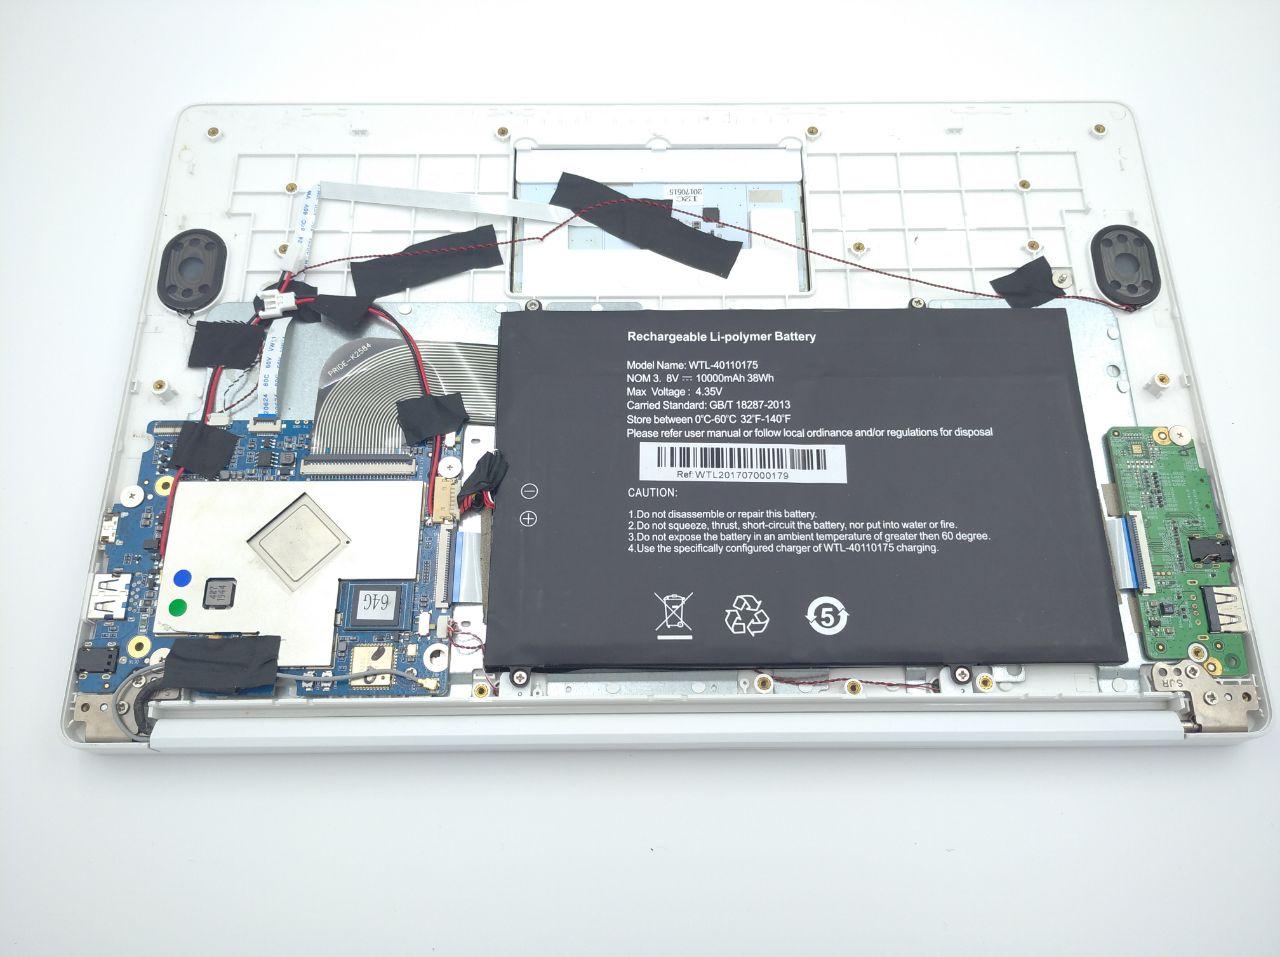 I2C
20170515
PRIDE-K2584
Rechargeable Li-polymer Battery
Model Name: WTL-40110175
NOM 3. 8V 10000mAh 38Wh
Max Voltage : 4.35V
Carried Standard: GB/T 18287-2013
Store between 0°C-60°C 32°F-140°F
Please refer user manual or follow local ordinance and/or regulations for disposal
Ref:WTL201707000179
CAUTION:
1.Do not disassemble or repair this battery.
2.Do not squeeze, thrust, short-circuit the battery, nor put into water or fire.
3.Do not expose the battery in an ambient temperature of greater then 60 degree.
4.Use the specifically configured charger of WTL-40110175 charging.
5
64G
SJR